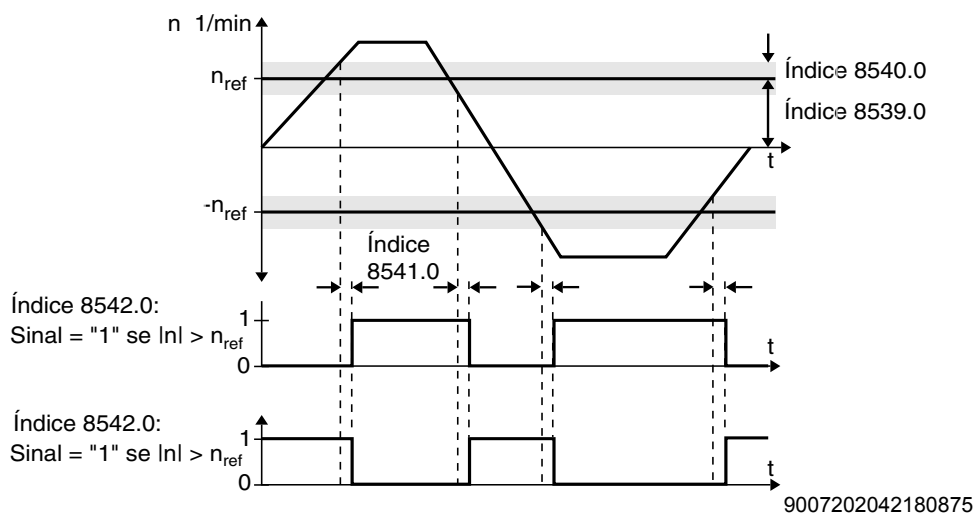 n 1/min
n_ref
Índice 8540.0
Índice 8539.0
t
-n_ref
Índice
8541.0
Índice 8542.0:
Sinal = "1" se |n| > n_ref
1
0
t
Índice 8542.0:
Sinal = "1" se |n| > n_ref
1
0
t
9007202042180875